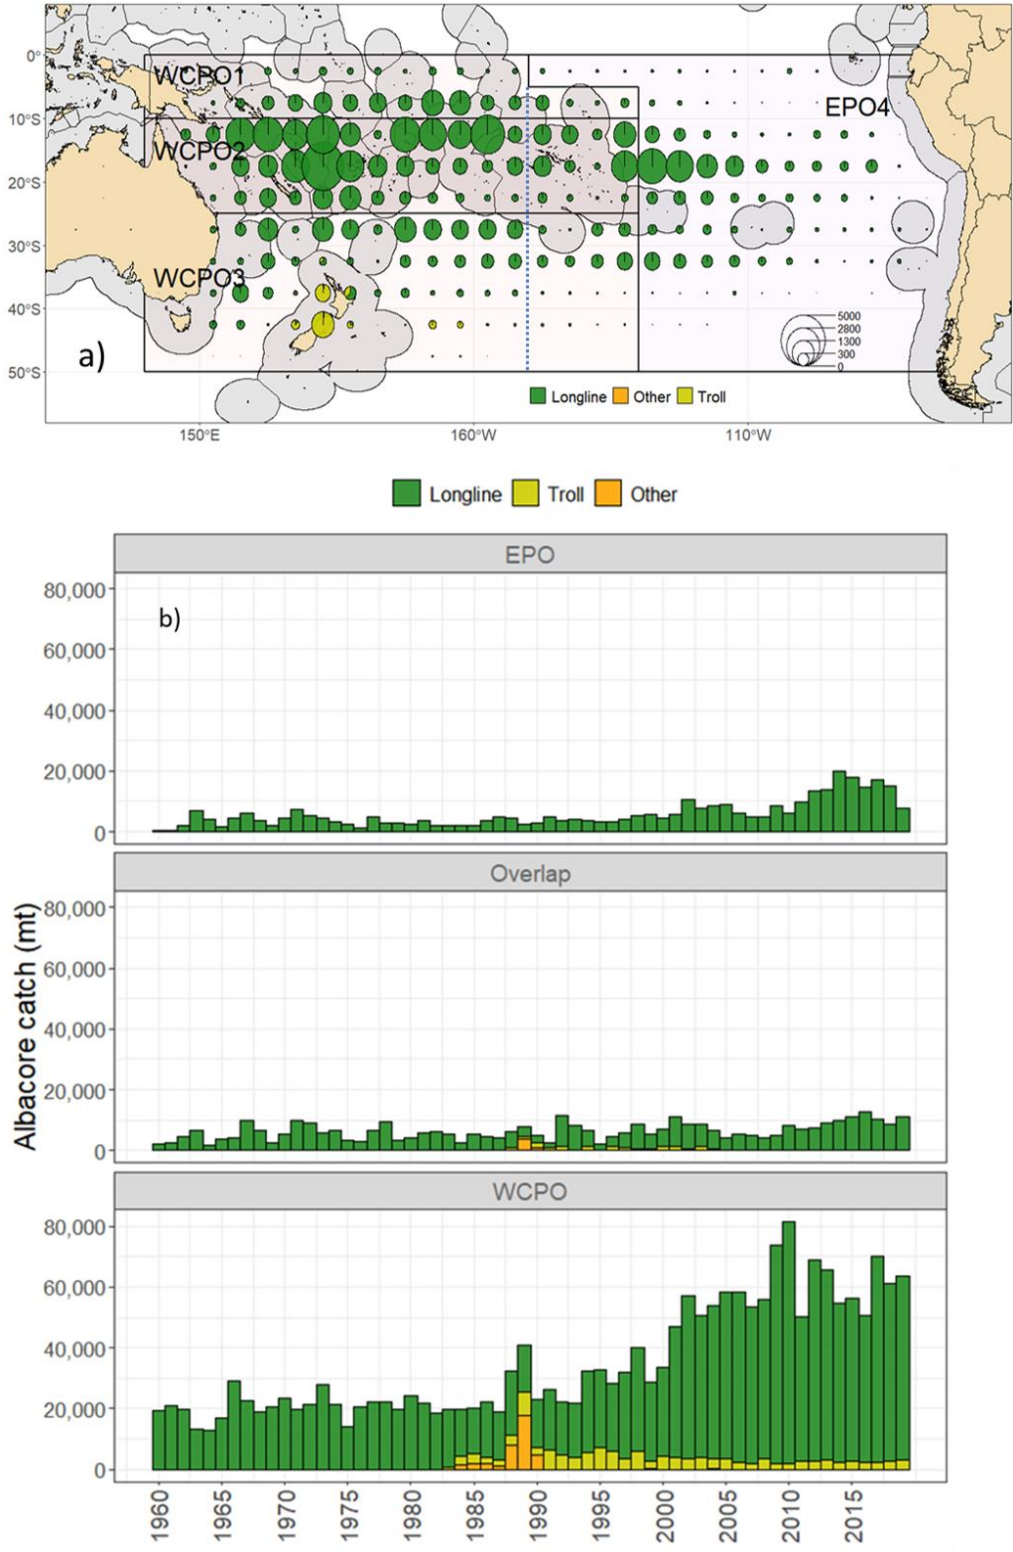 0°
WCPO1
EPO4
10°S
WCPO2
20°S
30°S
WCPO3
40°S
a)
5000
2800
1300
300
0
50°S
Longline Other Troll
150°E 160°W 110°W
Longline Troll Other
EPO
80,000
b)
60,000
40,000
20,000
0
Overlap
80,000
60,000
40,000
20,000
0
Albacore catch (mt)
WCPO
80,000
60,000
40,000
20,000
0
1960 1965 1970 1975 1980 1985 1990 1995 2000 2005 2010 2015